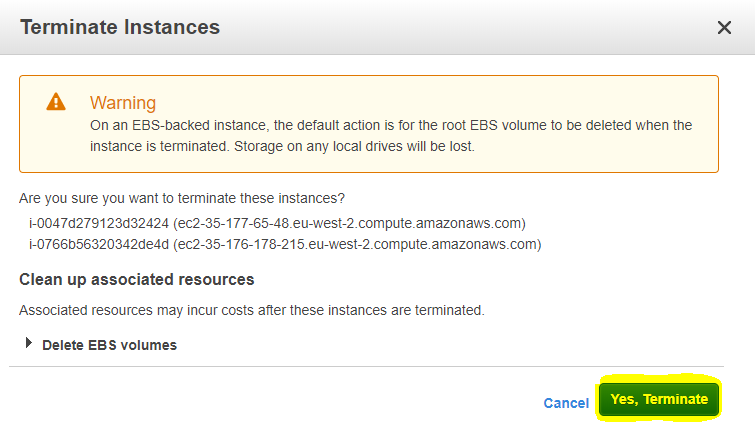 Terminate Instances
Warning
On an EBS-backed instance, the default action is for the root EBS volume to be deleted when the
instance is terminated. Storage on any local drives will be lost.
Are you sure you want to terminate these instances?
i-0047d279123d32424 (ec2-35-177-65-48.eu-west-2.compute.amazonaws.com)
i-0766b56320342de4d (ec2-35-176-178-215.eu-west-2.compute.amazonaws.com)
Clean up associated resources
Associated resources may incur costs after these instances are terminated.
Delete EBS volumes
Cancel Yes, Terminate